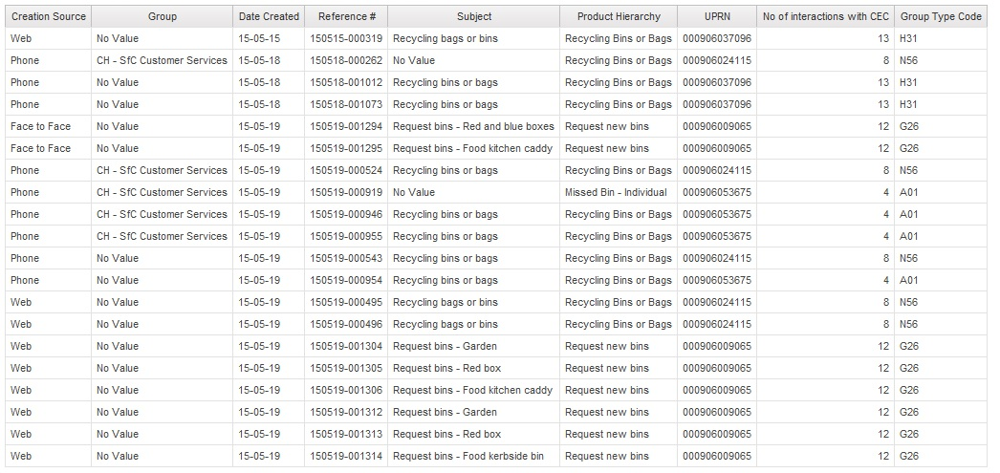 Creation Source Group Date Created Reference # Subject Product Hierarchy UPRN No of interactions with CEC Group Type Code
Web No Value 15-05-15 150515-000319 Recycling bags or bins Recycling Bins or Bags 000906037096 13 H31
Phone CH - SfC Customer Services 15-05-18 150518-000262 No Value Recycling Bins or Bags 000906024115 8 N56
Phone No Value 15-05-18 150518-001012 Recycling bins or bags Recycling Bins or Bags 000906037096 13 H31
Phone No Value 15-05-18 150518-001073 Recycling bins or bags Recycling Bins or Bags 000906037096 13 H31
Face to Face No Value 15-05-19 150519-001294 Request bins - Red and blue boxes Request new bins 000906009065 12 G26
Face to Face No Value 15-05-19 150519-001295 Request bins - Food kitchen caddy Request new bins 000906009065 12 G26
Phone CH - SfC Customer Services 15-05-19 150519-000524 Recycling bins or bags Recycling Bins or Bags 000906024115 8 N56
Phone CH - SfC Customer Services 15-05-19 150519-000919 No Value Missed Bin - Individual 000906053675 4 A01
Phone CH - SfC Customer Services 15-05-19 150519-000946 Recycling bins or bags Recycling Bins or Bags 000906053675 4 A01
Phone CH - SfC Customer Services 15-05-19 150519-000955 Recycling bins or bags Recycling Bins or Bags 000906053675 4 A01
Phone No Value 15-05-19 150519-000543 Recycling bins or bags Recycling Bins or Bags 000906024115 8 N56
Phone No Value 15-05-19 150519-000954 Recycling bins or bags Recycling Bins or Bags 000906053675 4 A01
Web No Value 15-05-19 150519-000495 Recycling bags or bins Recycling Bins or Bags 000906024115 8 N56
Web No Value 15-05-19 150519-000496 Recycling bags or bins Recycling Bins or Bags 000906024115 8 N56
Web No Value 15-05-19 150519-001304 Request bins - Garden Request new bins 000906009065 12 G26
Web No Value 15-05-19 150519-001305 Request bins - Red box Request new bins 000906009065 12 G26
Web No Value 15-05-19 150519-001306 Request bins - Food kitchen caddy Request new bins 000906009065 12 G26
Web No Value 15-05-19 150519-001312 Request bins - Garden Request new bins 000906009065 12 G26
Web No Value 15-05-19 150519-001313 Request bins - Red box Request new bins 000906009065 12 G26
Web No Value 15-05-19 150519-001314 Request bins - Food kerbside bin Request new bins 000906009065 12 G26